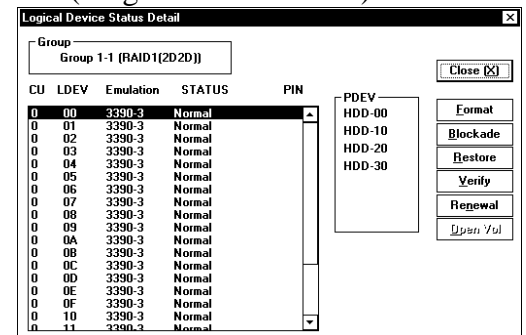 Logical Device Status Detail
Group
Group 1-1 (RAID1(2D2D))
Close (X)
CU LDEV Emulation STATUS PIN
PDEV
0 00 3390-3 Normal
0 01 3390-3 Normal
0 02 3390-3 Normal
0 03 3390-3 Normal
0 04 3390-3 Normal
0 05 3390-3 Normal
0 06 3390-3 Normal
0 07 3390-3 Normal
0 08 3390-3 Normal
0 09 3390-3 Normal
0 0A 3390-3 Normal
0 0B 3390-3 Normal
0 0C 3390-3 Normal
0 0D 3390-3 Normal
0 0E 3390-3 Normal
0 0F 3390-3 Normal
0 10 3390-3 Normal
0 11 3390-3 Normal
HDD-00
HDD-10
HDD-20
HDD-30
Format
Blockade
Restore
Verify
Renewal
Open Vol